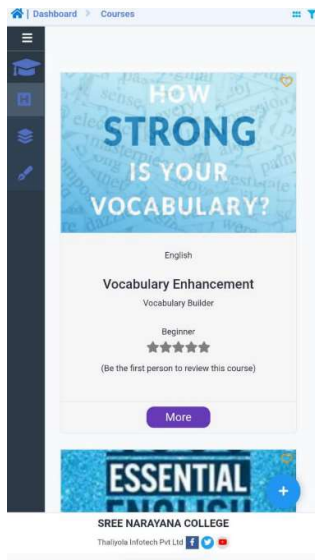 | Dashboard > Courses
HOW
STRONG
IS YOUR
VOCABULARY?
English
Vocabulary Enhancement
Vocabulary Builder
Beginner
(Be the first person to review this course)
More
ESSENTIAL
ENGLISH
SREE NARAYANA COLLEGE
Thaliyola Infotech Pvt Ltd